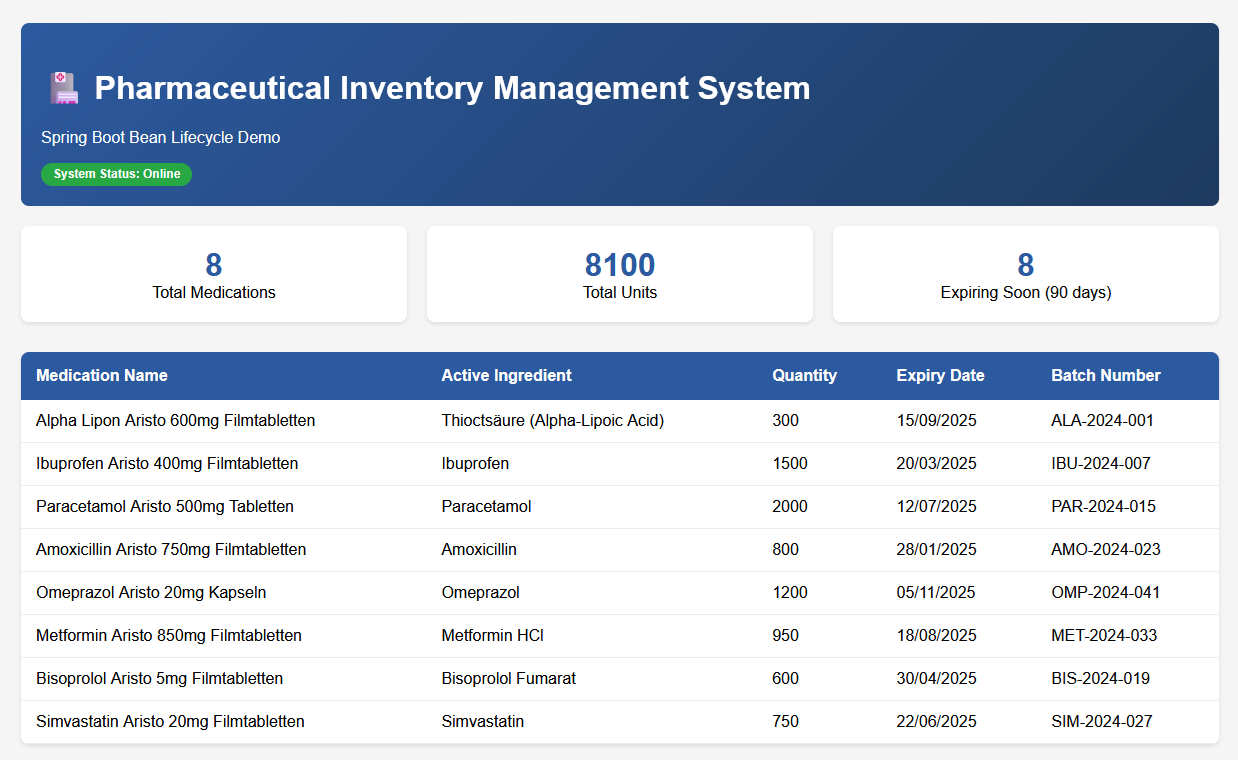 Pharmaceutical Inventory Management System
Spring Boot Bean Lifecycle Demo
System Status: Online
8
Total Medications
8100
Total Units
8
Expiring Soon (90 days)
Medication Name Active Ingredient Quantity Expiry Date Batch Number
Alpha Lipon Aristo 600mg Filmtabletten Thioctsäure (Alpha-Lipoic Acid) 300 15/09/2025 ALA-2024-001
Ibuprofen Aristo 400mg Filmtabletten Ibuprofen 1500 20/03/2025 IBU-2024-007
Paracetamol Aristo 500mg Tabletten Paracetamol 2000 12/07/2025 PAR-2024-015
Amoxicillin Aristo 750mg Filmtabletten Amoxicillin 800 28/01/2025 AMO-2024-023
Omeprazol Aristo 20mg Kapseln Omeprazol 1200 05/11/2025 OMP-2024-041
Metformin Aristo 850mg Filmtabletten Metformin HCl 950 18/08/2025 MET-2024-033
Bisoprolol Aristo 5mg Filmtabletten Bisoprolol Fumarat 600 30/04/2025 BIS-2024-019
Simvastatin Aristo 20mg Filmtabletten Simvastatin 750 22/06/2025 SIM-2024-027